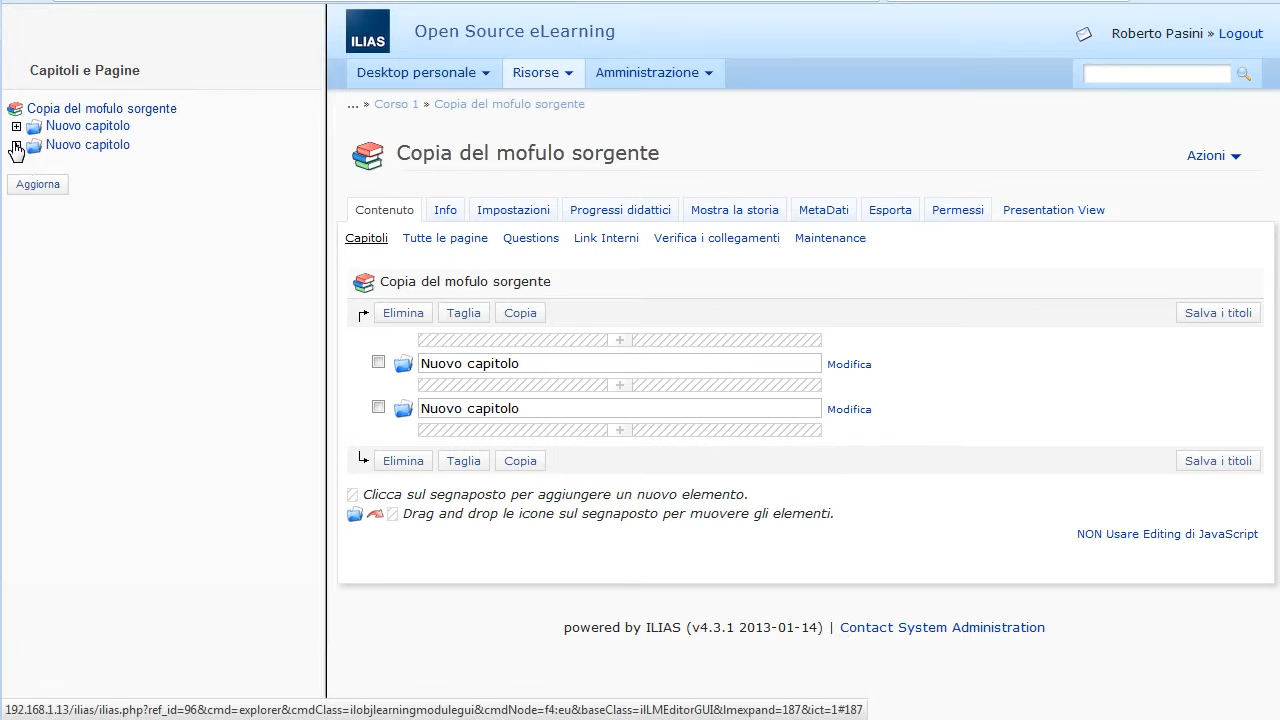 ILIAS
Open Source eLearning
Roberto Pasini » Logout
Desktop personale
Risorse
Amministrazione
Capitoli e Pagine
Copia del mofulo sorgente
Nuovo capitolo
Nuovo capitolo
Aggiorna
... » Corso 1 » Copia del mofulo sorgente
Copia del mofulo sorgente
Azioni
Contenuto Info Impostazioni Progressi didattici Mostra la storia MetaDati Esporta Permessi Presentation View
Capitoli Tutte le pagine Questions Link Interni Verifica i collegamenti Maintenance
Copia del mofulo sorgente
Elimina Taglia Copia Salva i titoli
+
Nuovo capitolo Modifica
+
Nuovo capitolo Modifica
+
Elimina Taglia Copia Salva i titoli
Clicca sul segnaposto per aggiungere un nuovo elemento.
Drag and drop le icone sul segnaposto per muovere gli elementi.
NON Usare Editing di JavaScript
powered by ILIAS (v4.3.1 2013-01-14) | Contact System Administration
192.168.1.13/ilias/ilias.php?ref_id=96&cmd=explorer&cmdClass=ilobjlearningmodulegui&cmdNode=f4:eu&baseClass=ilLMEditorGUI&lmexpand=187&ict=1#187